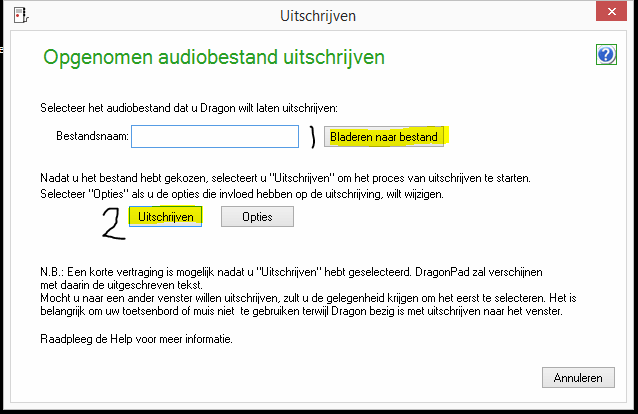 Uitschrijven
Opgenomen audiobestand uitschrijven
Selecteer het audiobestand dat u Dragon wilt laten uitschrijven:
Bestandsnaam: 1 Bladeren naar bestand
Nadat u het bestand hebt gekozen, selecteert u "Uitschrijven" om het proces van uitschrijven te starten.
Selecteer "Opties" als u de opties die invloed hebben op de uitschrijving, wilt wijzigen.
2 Uitschrijven Opties
N.B.: Een korte vertraging is mogelijk nadat u "Uitschrijven" hebt geselecteerd. DragonPad zal verschijnen
met daarin de uitgeschreven tekst.
Mocht u naar een ander venster willen uitschrijven, zult u de gelegenheid krijgen om het eerst te selecteren. Het is
belangrijk om uw toetsenbord of muis niet te gebruiken terwijl Dragon bezig is met uitschrijven naar het venster.
Raadpleeg de Help voor meer informatie.
Annuleren